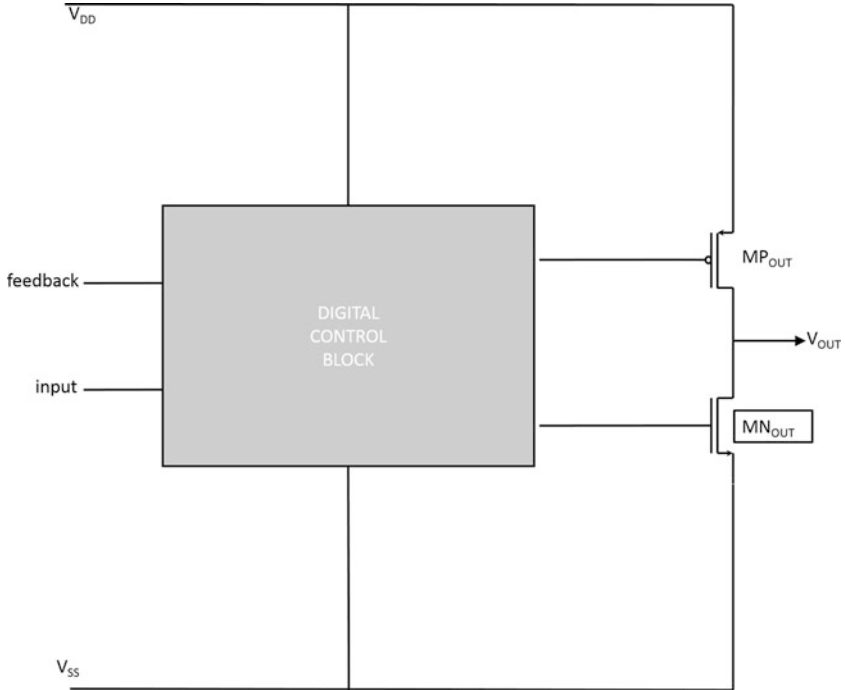 VDD
feedback
input
DIGITAL
CONTROL
BLOCK
MPOUT
VOUT
MNOUT
VSS